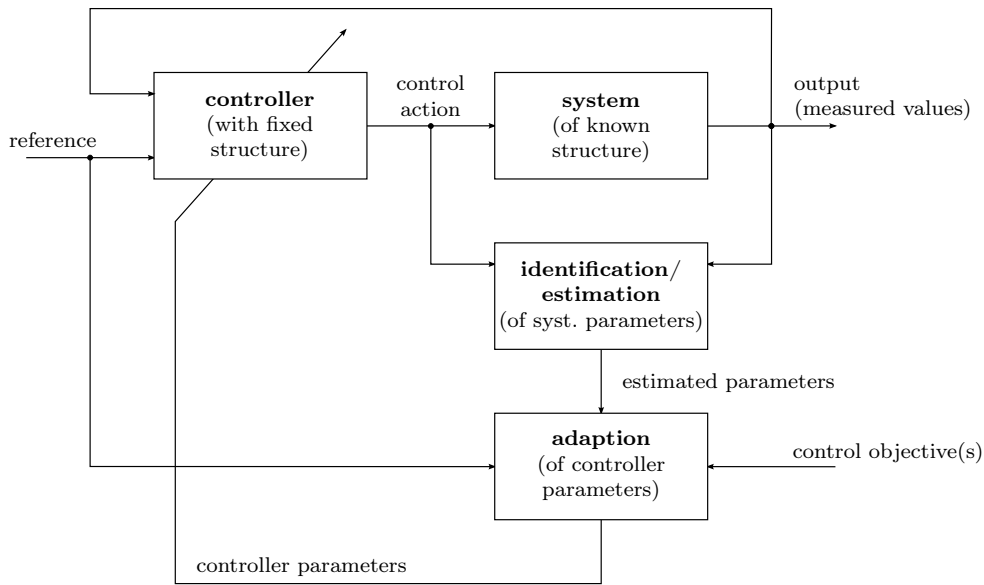 controller
(with fixed
structure)
control
action
system
(of known
structure)
output
(measured values)
reference
identification/
estimation
(of syst. parameters)
estimated parameters
adaption
(of controller
parameters)
control objective(s)
controller parameters